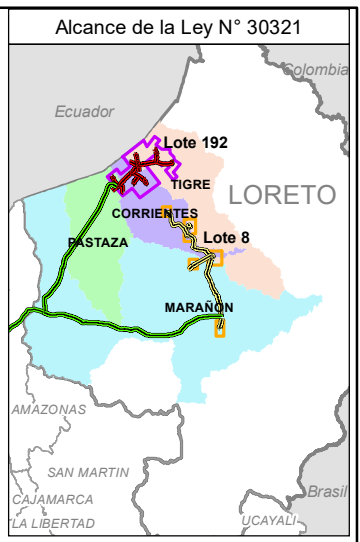 Alcance de la Ley N° 30321
Colombia
Ecuador
Lote 192
TIGRE
LORETO
CORRIENTES
Lote 8
PASTAZA
MARAÑON
AMAZONAS
SAN MARTIN
CAJAMARCA
Brasil
LA LIBERTAD
UCAYALI